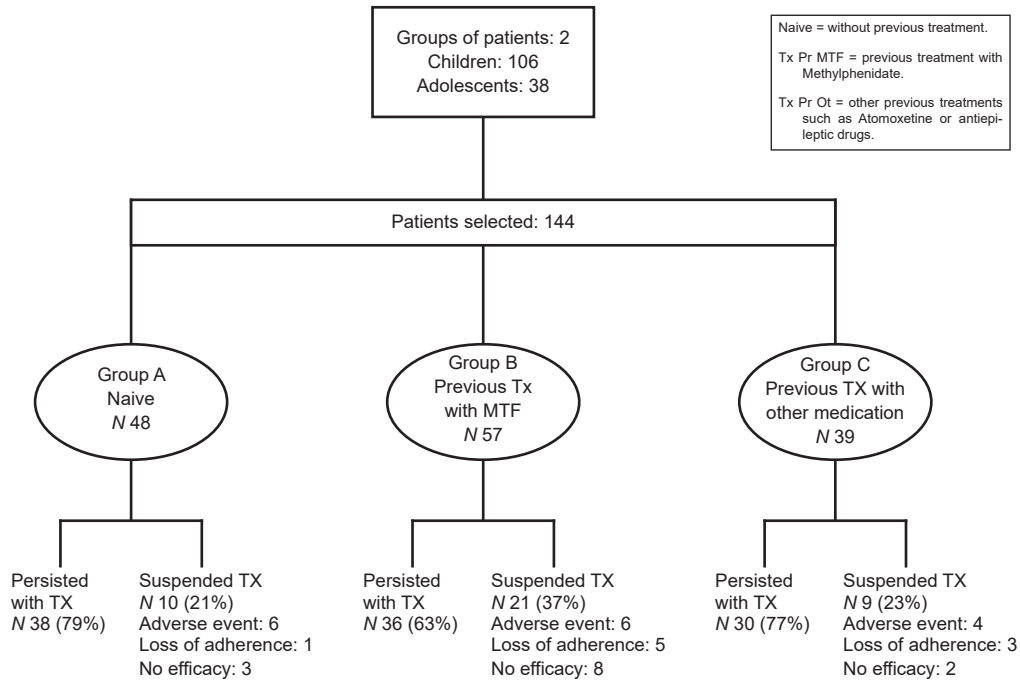 Groups of patients: 2
Children: 106
Adolescents: 38
Naive = without previous treatment.
Tx Pr MTF = previous treatment with
Methylphenidate.
Tx Pr Ot = other previous treatments
such as Atomoxetine or antiepi-
leptic drugs.
Patients selected: 144
Group A
Naive
N 48
Group B
Previous Tx
with MTF
N 57
Group C
Previous TX with
other medication
N 39
Persisted
with TX
N 38 (79%)
Suspended TX
N 10 (21%)
Adverse event: 6
Loss of adherence: 1
No efficacy: 3
Persisted
with TX
N 36 (63%)
Suspended TX
N 21 (37%)
Adverse event: 6
Loss of adherence: 5
No efficacy: 8
Persisted
with TX
N 30 (77%)
Suspended TX
N 9 (23%)
Adverse event: 4
Loss of adherence: 3
No efficacy: 2